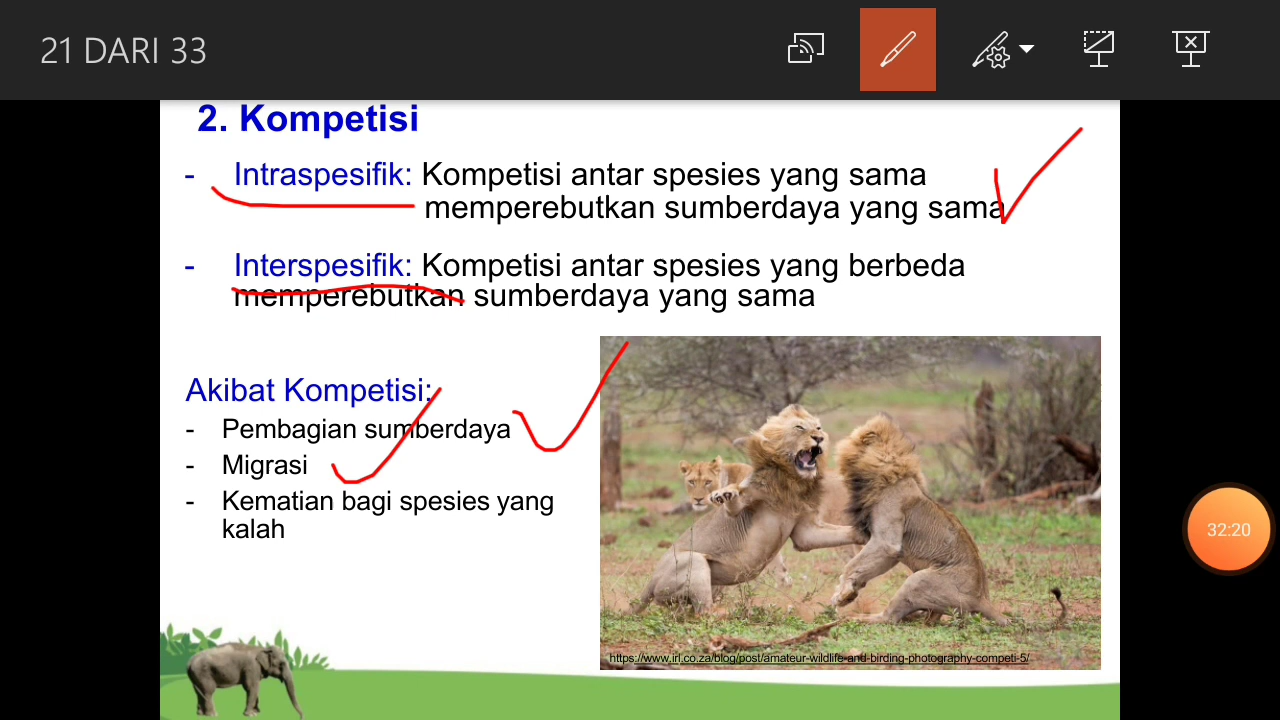 21 DARI 33
2. Kompetisi
- Intraspesifik: Kompetisi antar spesies yang sama
memperebutkan sumberdaya yang sama
- Interspesifik: Kompetisi antar spesies yang berbeda
memperebutkan sumberdaya yang sama
Akibat Kompetisi:
- Pembagian sumberdaya
- Migrasi
- Kematian bagi spesies yang
kalah
https://www.irl.co.za/blog/post/amateur-wildlife-and-birding-photography-competi-5/
32:20